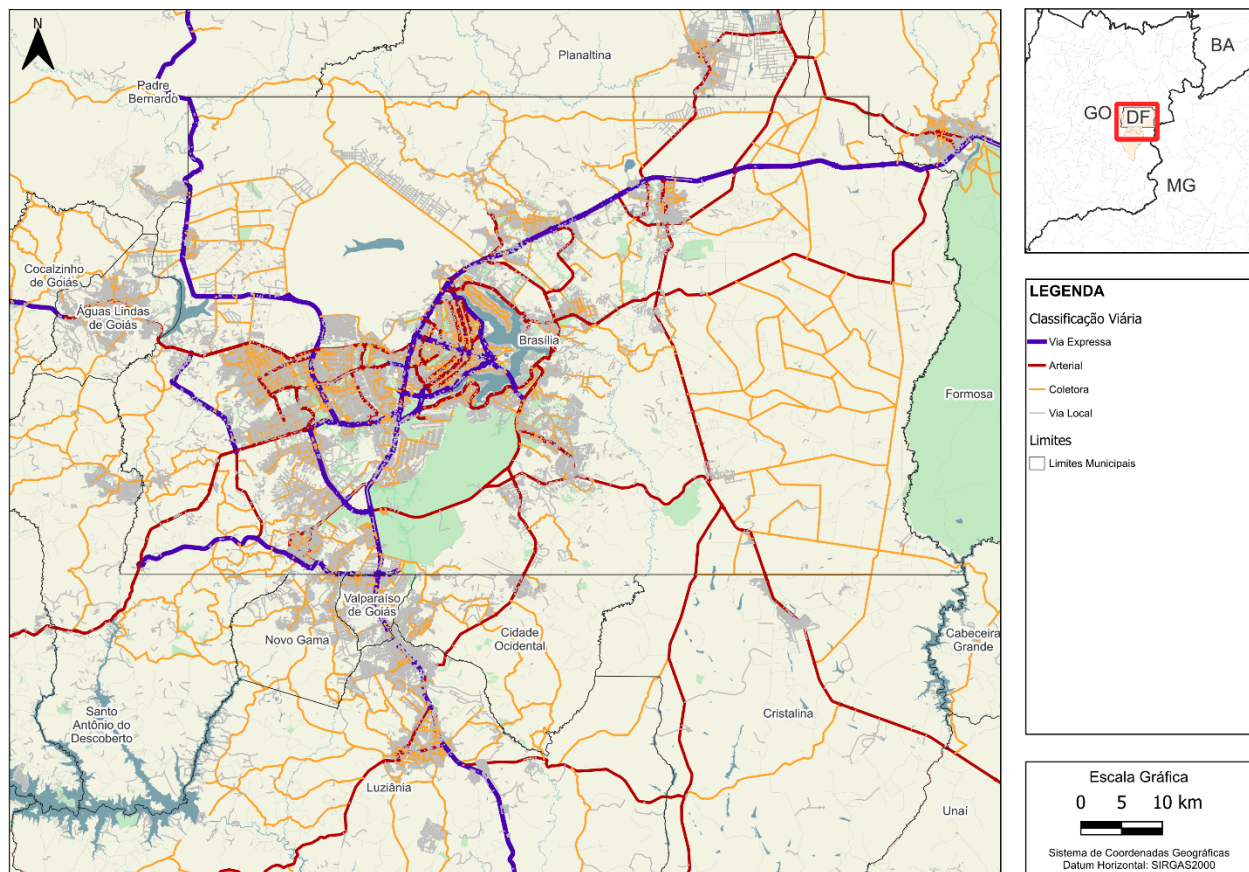 N
Planaltina
Padre
Bernardo
Cocalzinho
de Goiás
Águas Lindas
de Goiás
Brasília
Formosa
Valparaíso
de Goiás
Novo Gama
Cidade
Ocidental
Cabeceira
Grande
Santo
Antônio do
Descoberto
Cristalina
Luziânia
Unaí
BA
GO
DF
MG
LEGENDA
Classificação Viária
Via Expressa
Arterial
Coletora
Via Local
Limites
Limites Municipais
Escala Gráfica
0 5 10 km
Sistema de Coordenadas Geográficas
Datum Horizontal: SIRGAS2000